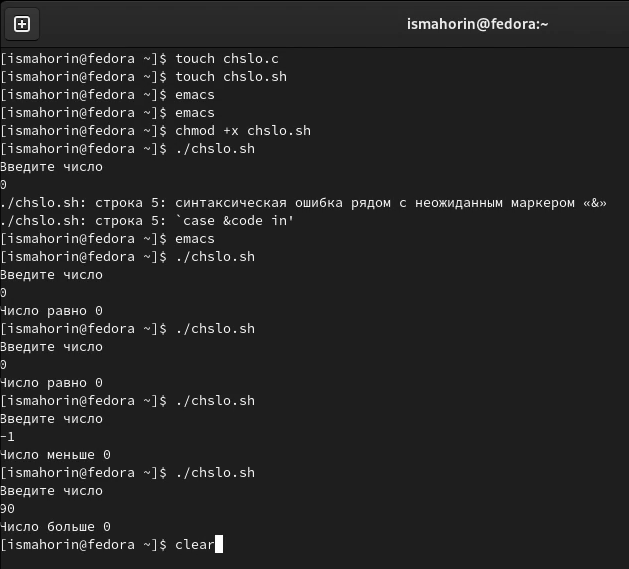 ismahorin@fedora:~
[ismahorin@fedora ~]$ touch chslo.c
[ismahorin@fedora ~]$ touch chslo.sh
[ismahorin@fedora ~]$ emacs
[ismahorin@fedora ~]$ emacs
[ismahorin@fedora ~]$ chmod +x chslo.sh
[ismahorin@fedora ~]$ ./chslo.sh
Введите число
0
./chslo.sh: строка 5: синтаксическая ошибка рядом с неожиданным маркером «&»
./chslo.sh: строка 5: `case &code in'
[ismahorin@fedora ~]$ emacs
[ismahorin@fedora ~]$ ./chslo.sh
Введите число
0
Число равно 0
[ismahorin@fedora ~]$ ./chslo.sh
Введите число
0
Число равно 0
[ismahorin@fedora ~]$ ./chslo.sh
Введите число
-1
Число меньше 0
[ismahorin@fedora ~]$ ./chslo.sh
Введите число
90
Число больше 0
[ismahorin@fedora ~]$ clear